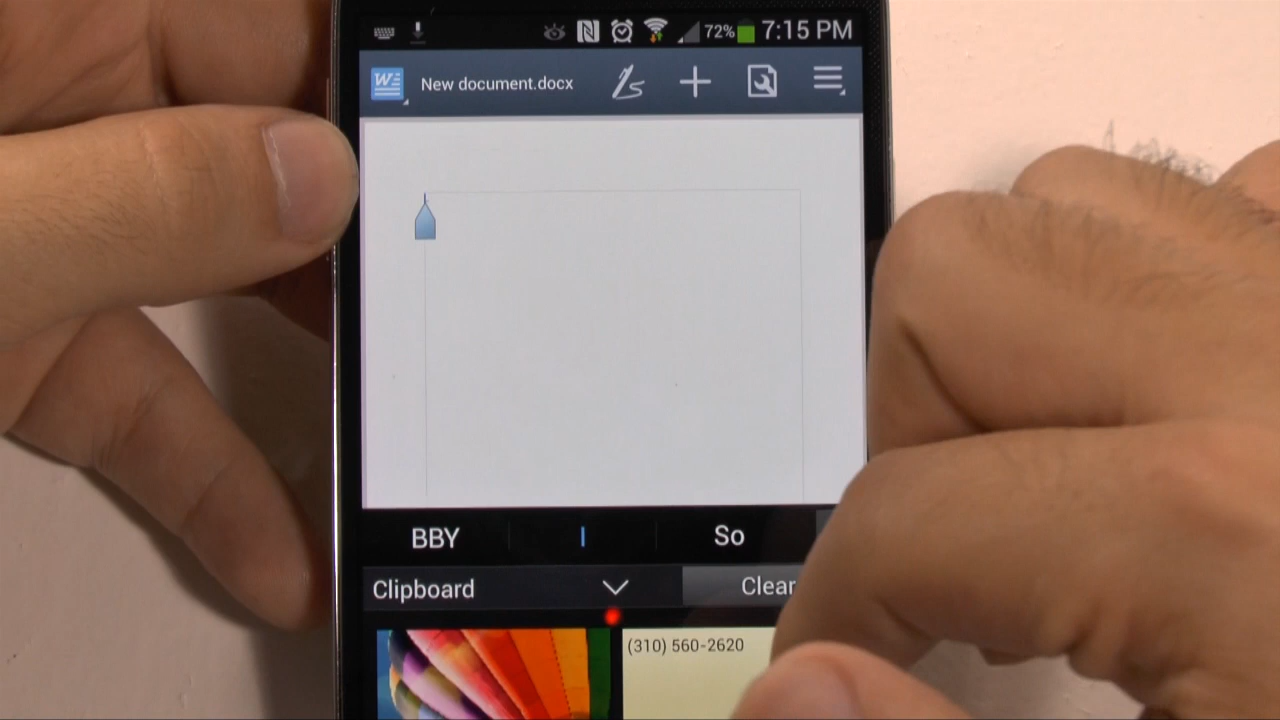 72% 7:15 PM
W New document.docx
BBY I So
Clipboard Clear
(310) 560-2620